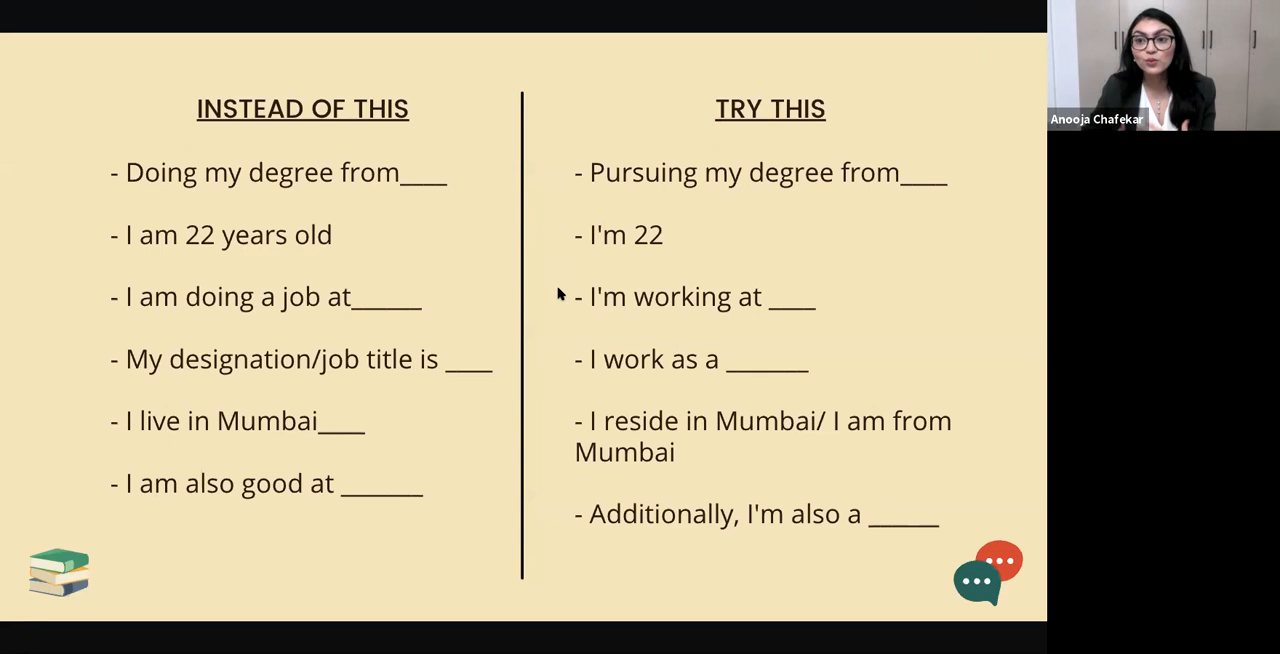 INSTEAD OF THIS
- Doing my degree from____
- I am 22 years old
- I am doing a job at______
- My designation/job title is ____
- I live in Mumbai____
- I am also good at _______
TRY THIS
- Pursuing my degree from____
- I'm 22
- I'm working at ____
- I work as a _______
- I reside in Mumbai/ I am from
Mumbai
- Additionally, I'm also a ______
Anooja Chafekar